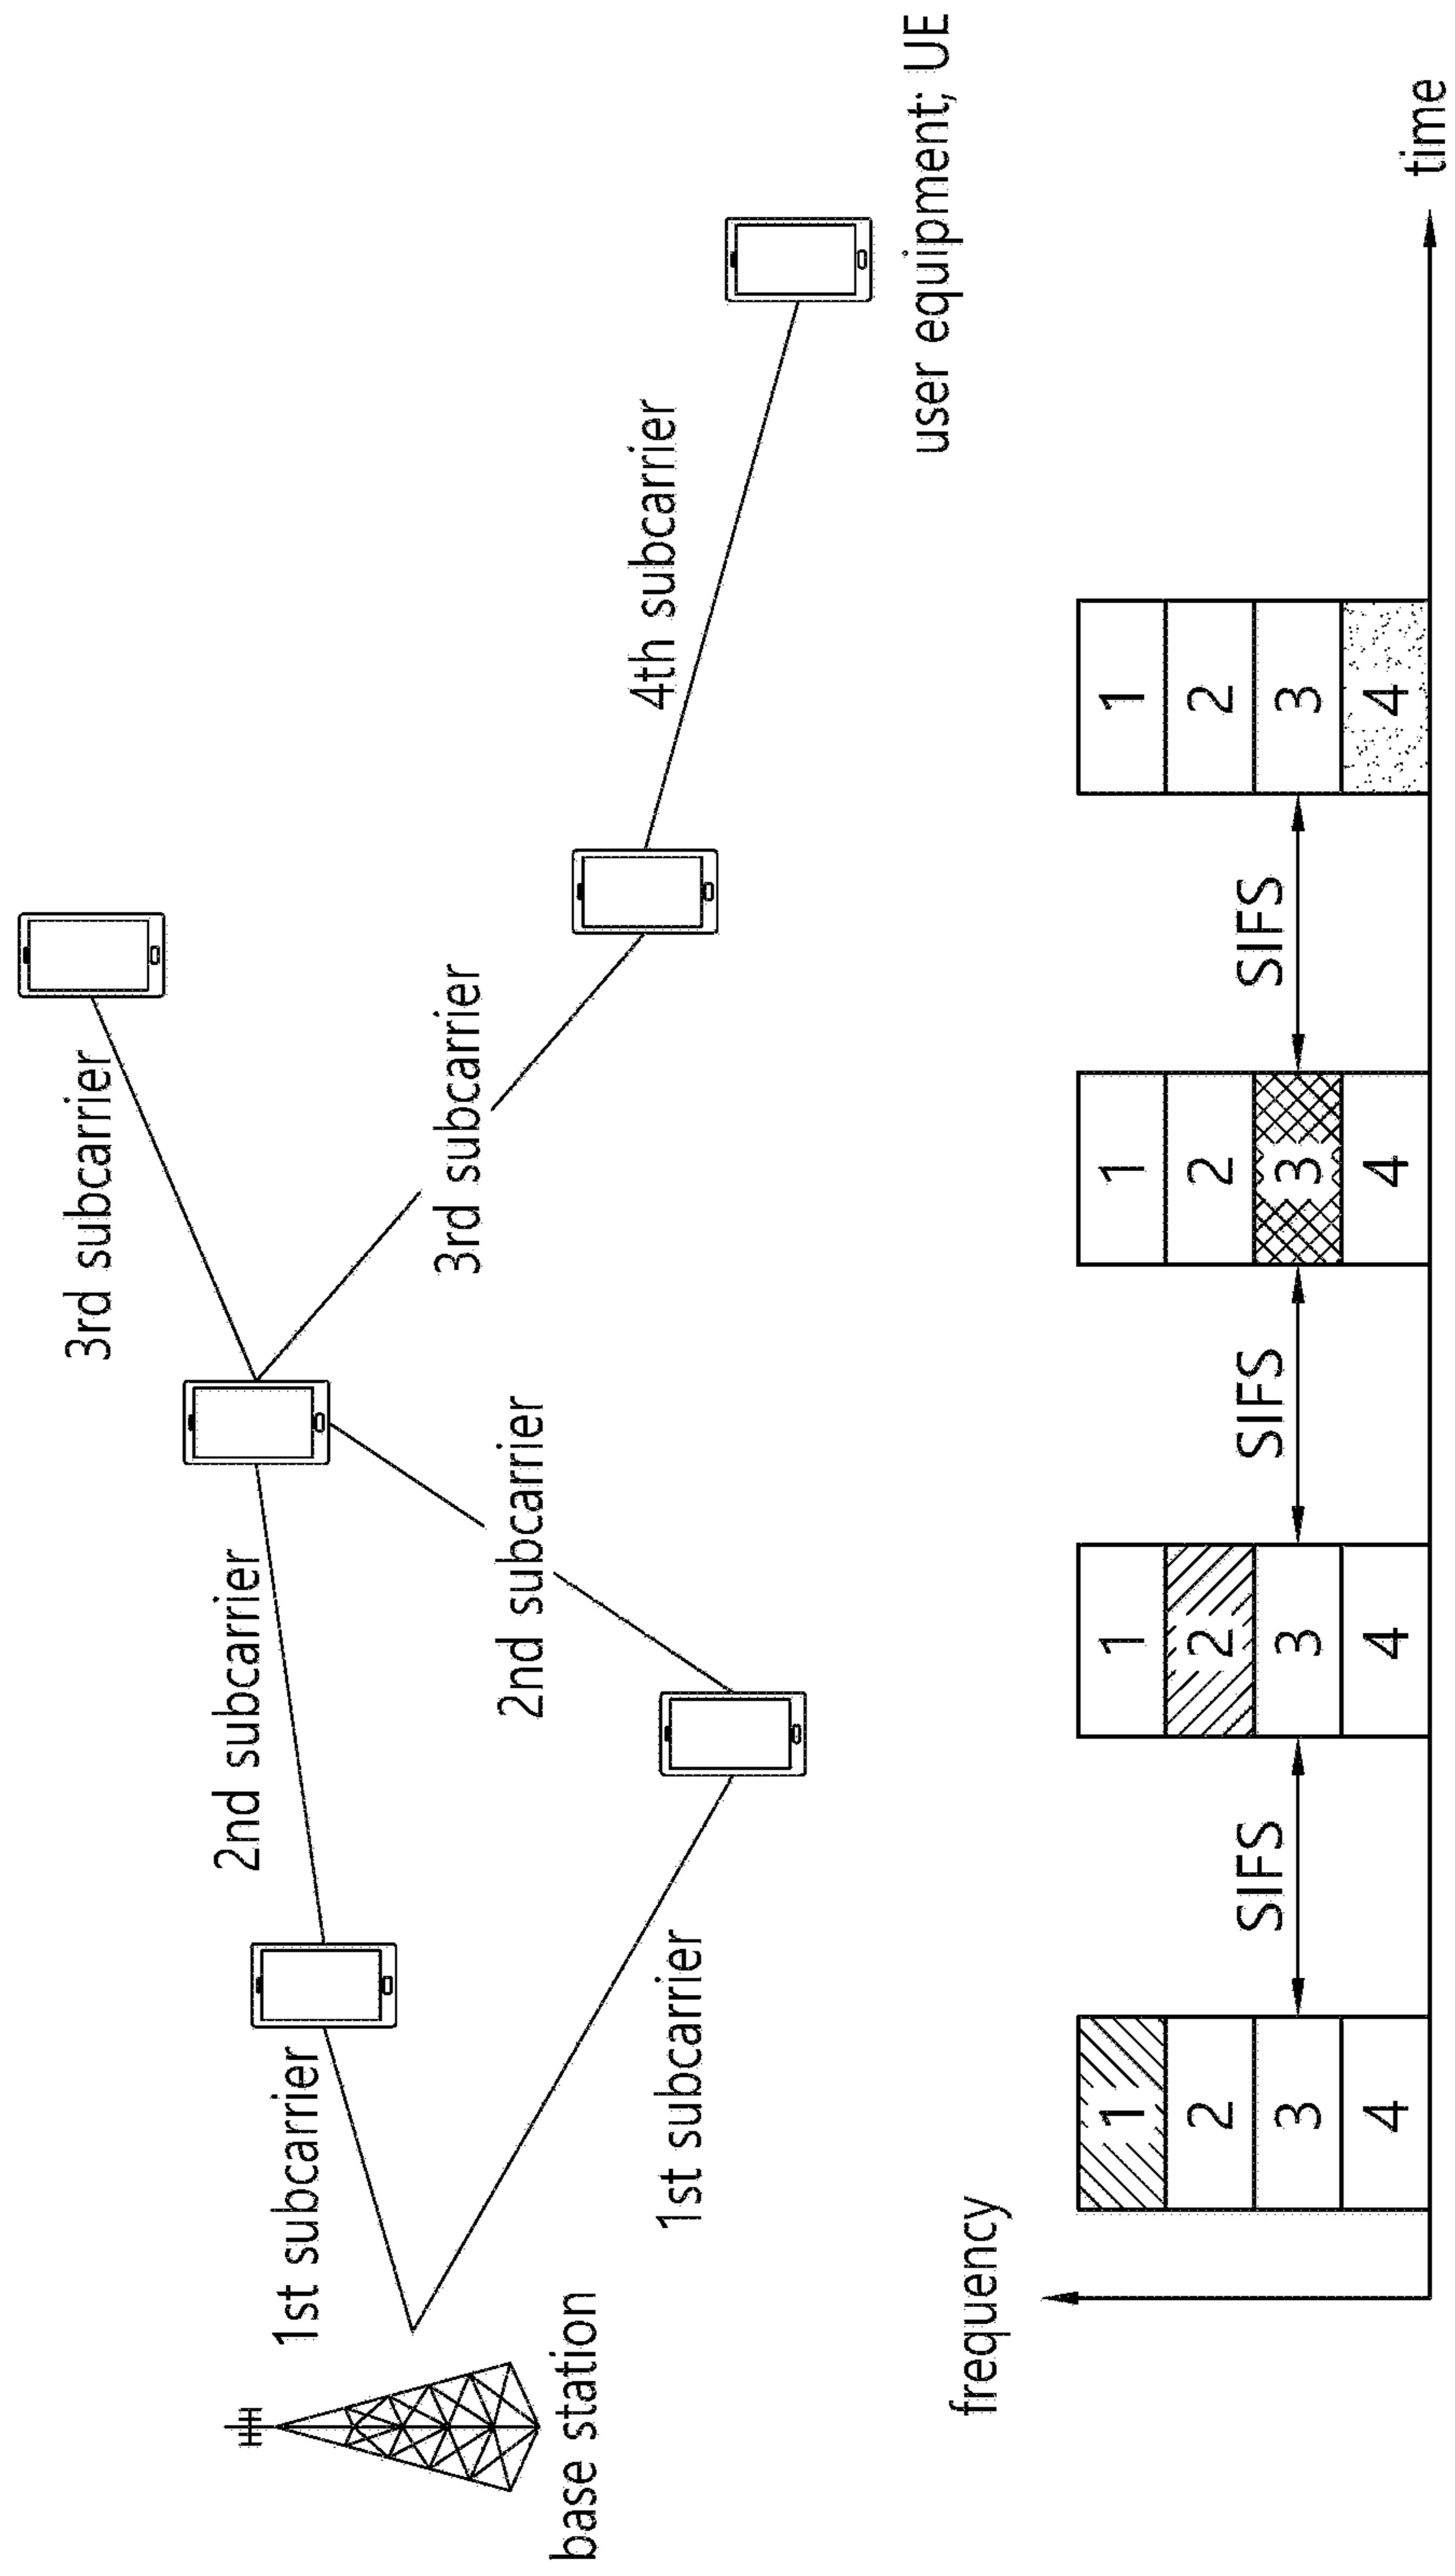 3rd subcarrier
2nd subcarrier
1st subcarrier
3rd subcarrier
2nd subcarrier
4th subcarrier
1st subcarrier
base station
user equipment; UE
frequency
1
1
1
1
2
2
2
2
SIFS
SIFS
SIFS
3
3
3
3
4
4
4
4
time